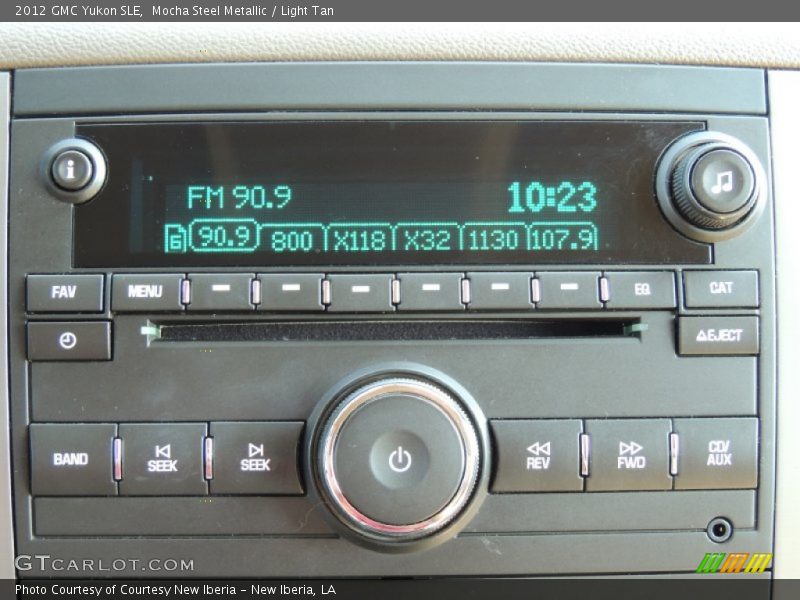 2012 GMC Yukon SLE,  Mocha Steel Metallic / Light Tan
i
FM 90.9 10:23
6 90.9 800 X118 X32 1130 107.9
FAV MENU EQ CAT
≜EJECT
BAND SEEK SEEK REV FWD CD/
AUX
GTCARLOT.COM
Photo Courtesy of Courtesy New Iberia - New Iberia, LA